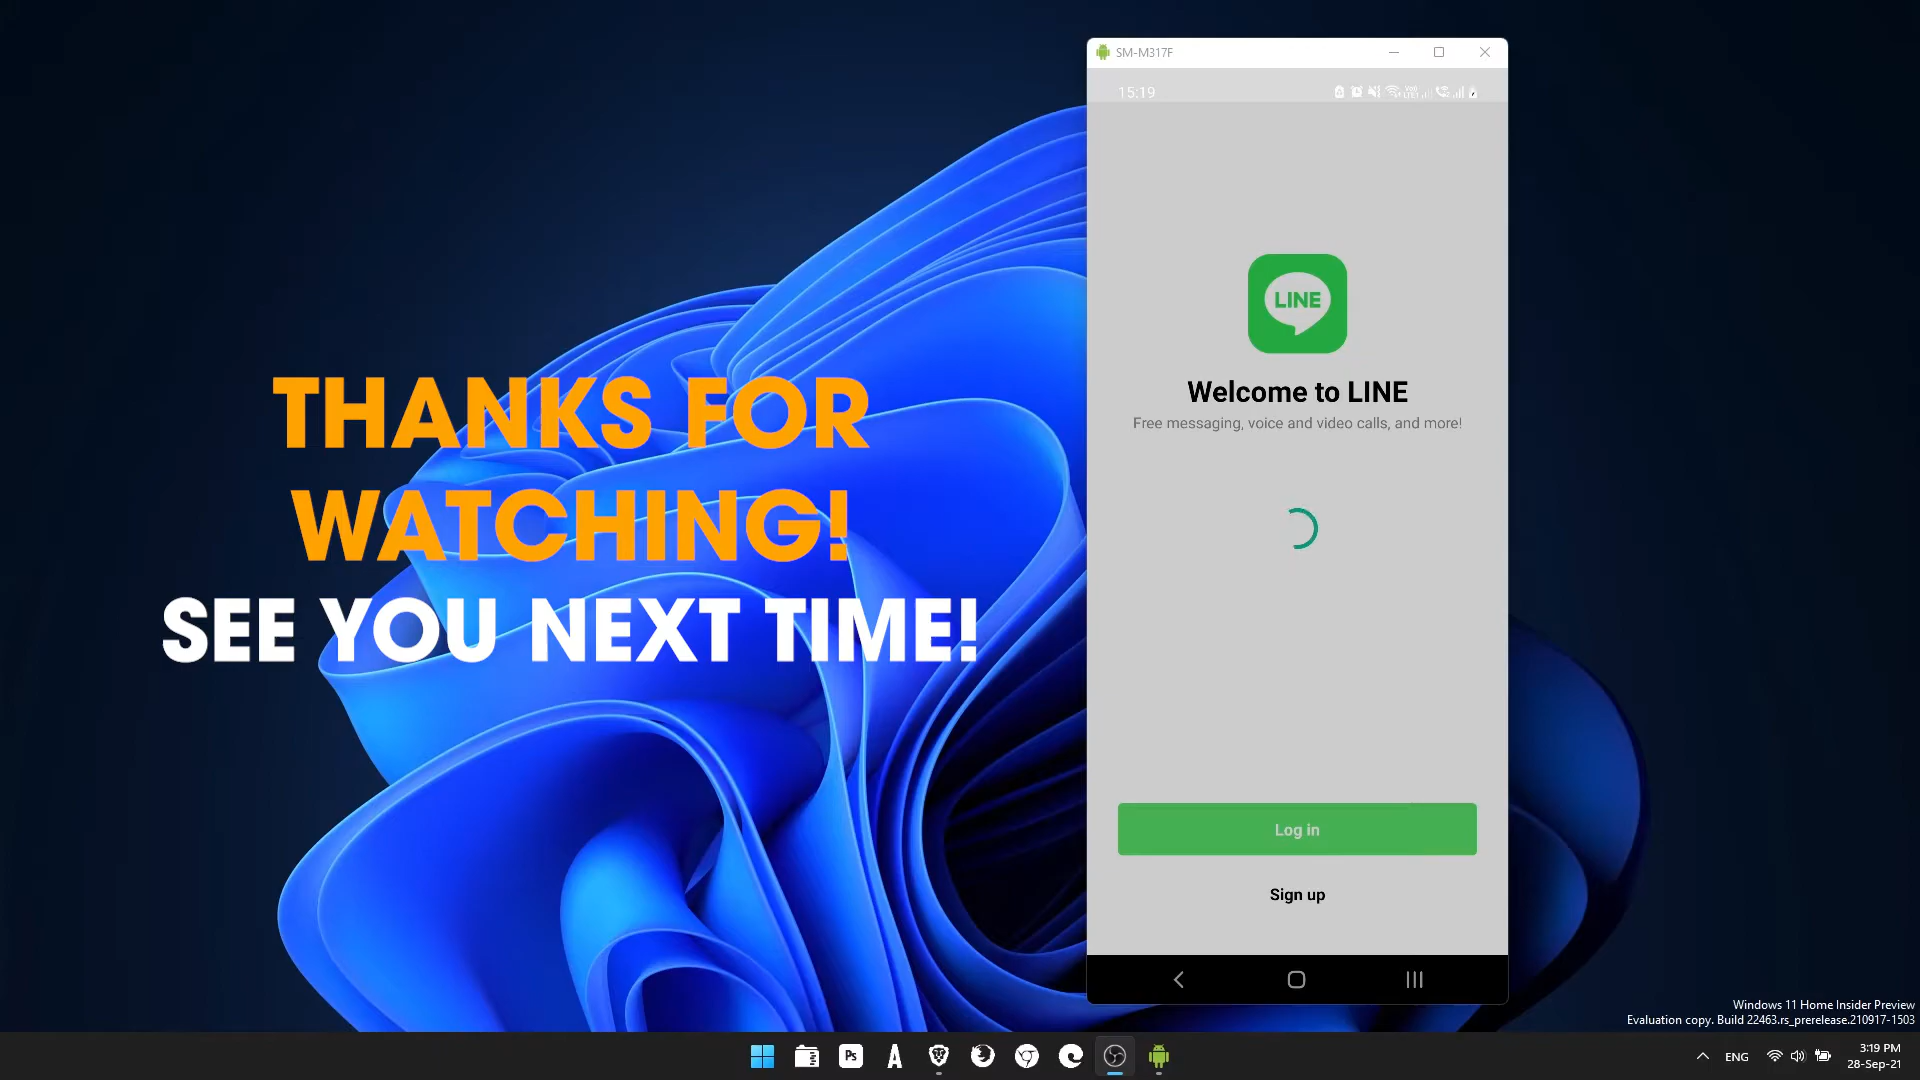 SM-M317F
15:19
LINE
Welcome to LINE
Free messaging, voice and video calls, and more!
THANKS FOR
WATCHING!
SEE YOU NEXT TIME!
Log in
Sign up
Windows 11 Home Insider Preview
Evaluation copy. Build 22463.rs_prerelease.210917-1503
Ps
ENG
3:19 PM
28-Sep-21